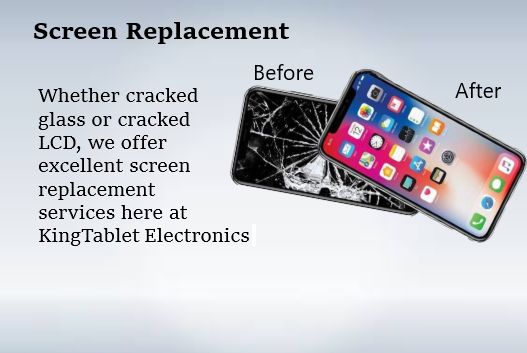 Screen Replacement
Before
After
Whether cracked
glass or cracked
LCD, we offer
excellent screen
replacement
services here at
KingTablet Electronics